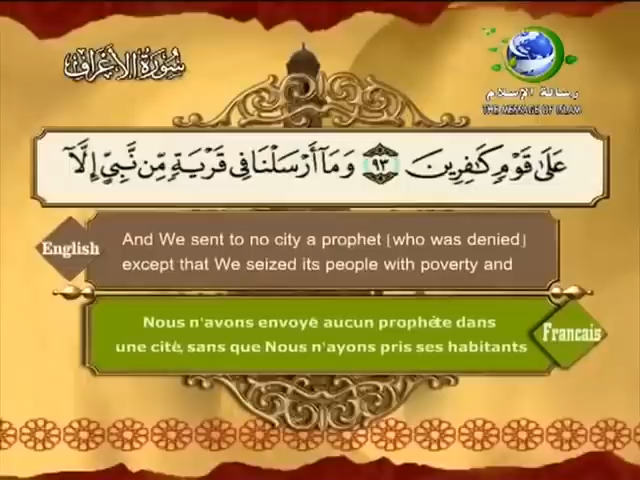 سورة الأعراف
رسالة الإسلام
THE MESSAGE OF ISLAM
عَلَىٰ قَوْمٍ كَـٰفِرِينَ ٩٣ وَمَآ أَرْسَلْنَا فِى قَرْيَةٍ مِّن نَّبِىٍّ إِلَّآ
English
And We sent to no city a prophet [who was denied]
except that We seized its people with poverty and
Nous n'avons envoyé aucun prophète dans
une cité, sans que Nous n'ayons pris ses habitants
Francais